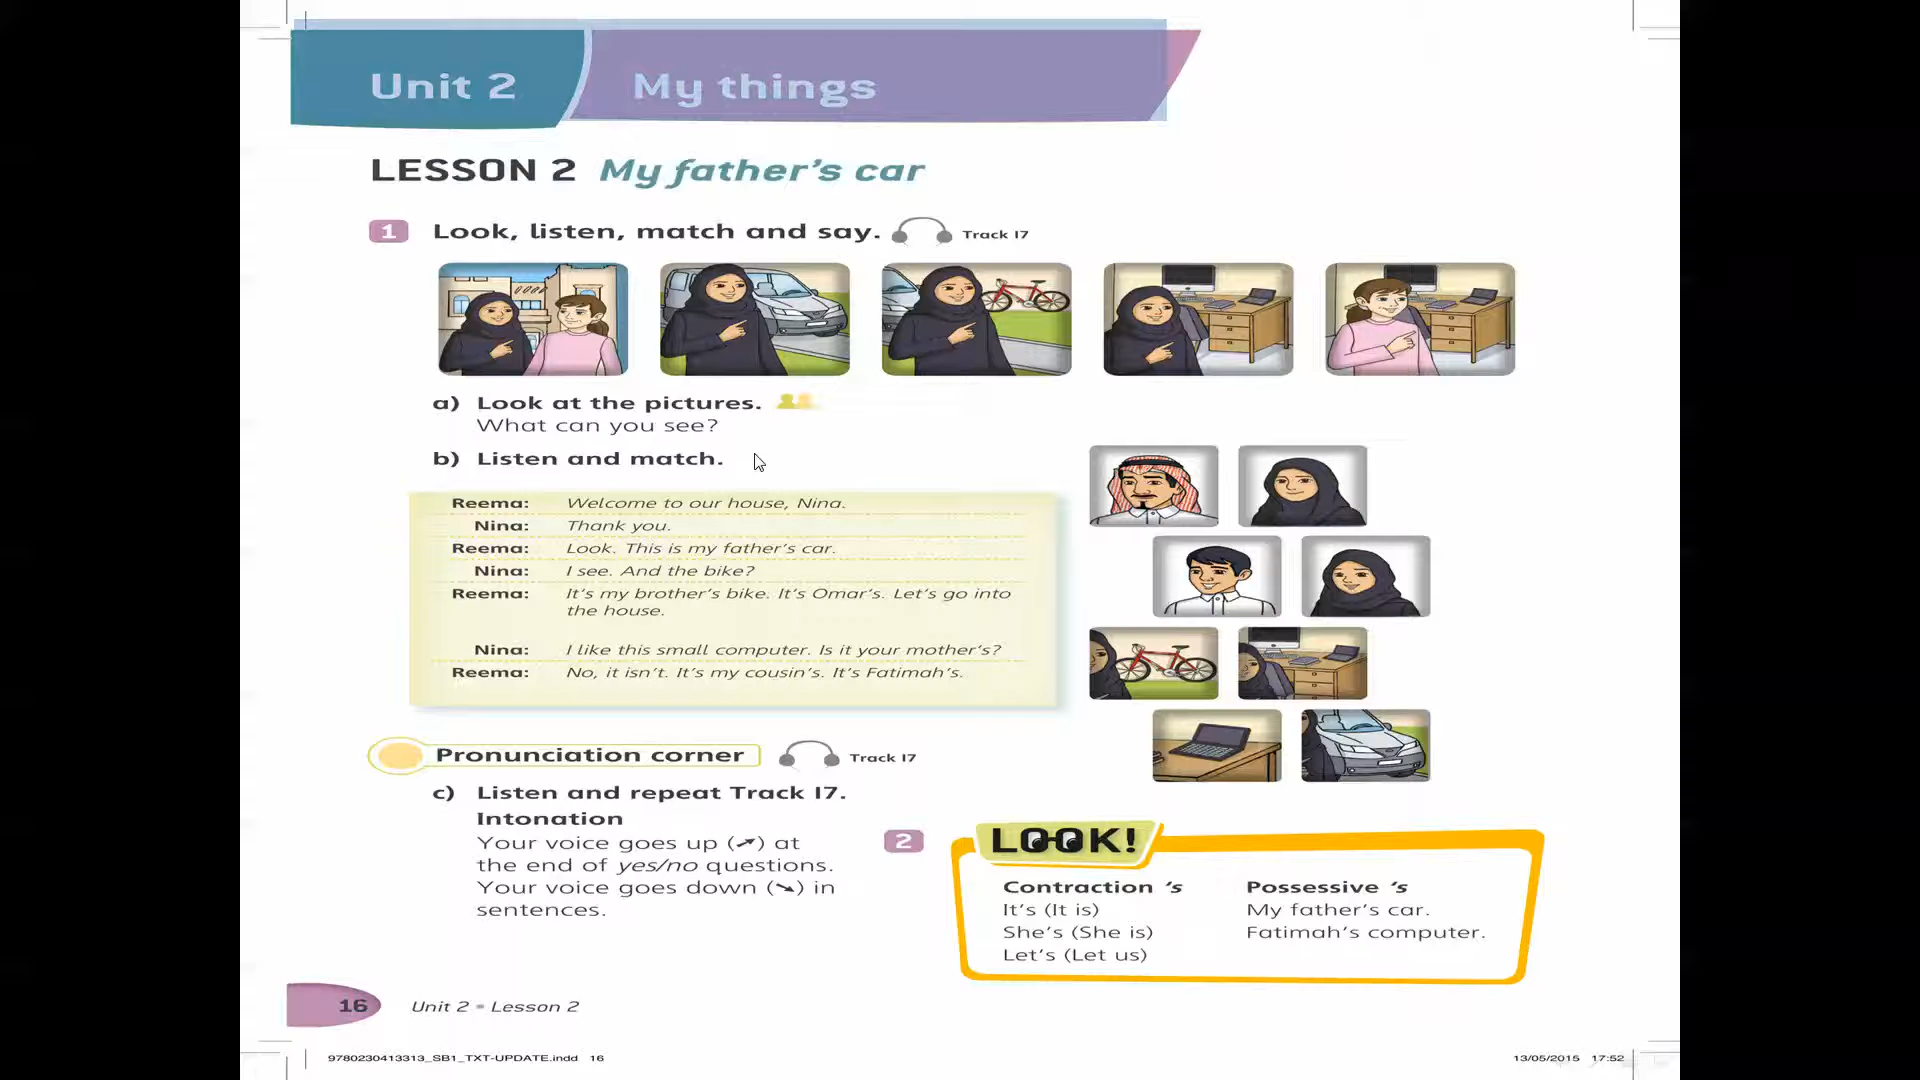 Unit 2 My things
LESSON 2 My father's car
1 Look, listen, match and say. Track 17
a) Look at the pictures.
What can you see?
b) Listen and match.
Reema: Welcome to our house, Nina.
Nina: Thank you.
Reema: Look. This is my father's car.
Nina: I see. And the bike?
Reema: It's my brother's bike. It's Omar's. Let's go into
the house.
Nina: I like this small computer. Is it your mother's?
Reema: No, it isn't. It's my cousin's. It's Fatimah's.
Pronunciation corner Track 17
c) Listen and repeat Track 17.
Intonation
Your voice goes up (➚) at
the end of yes/no questions.
Your voice goes down (➘) in
sentences.
2 LOOK!
Contraction 's
It's (It is)
She's (She is)
Let's (Let us)
Possessive 's
My father's car.
Fatimah's computer.
16 Unit 2 • Lesson 2
9780230413313_SB1_TXT-UPDATE.indd 16
13/05/2015 17:52